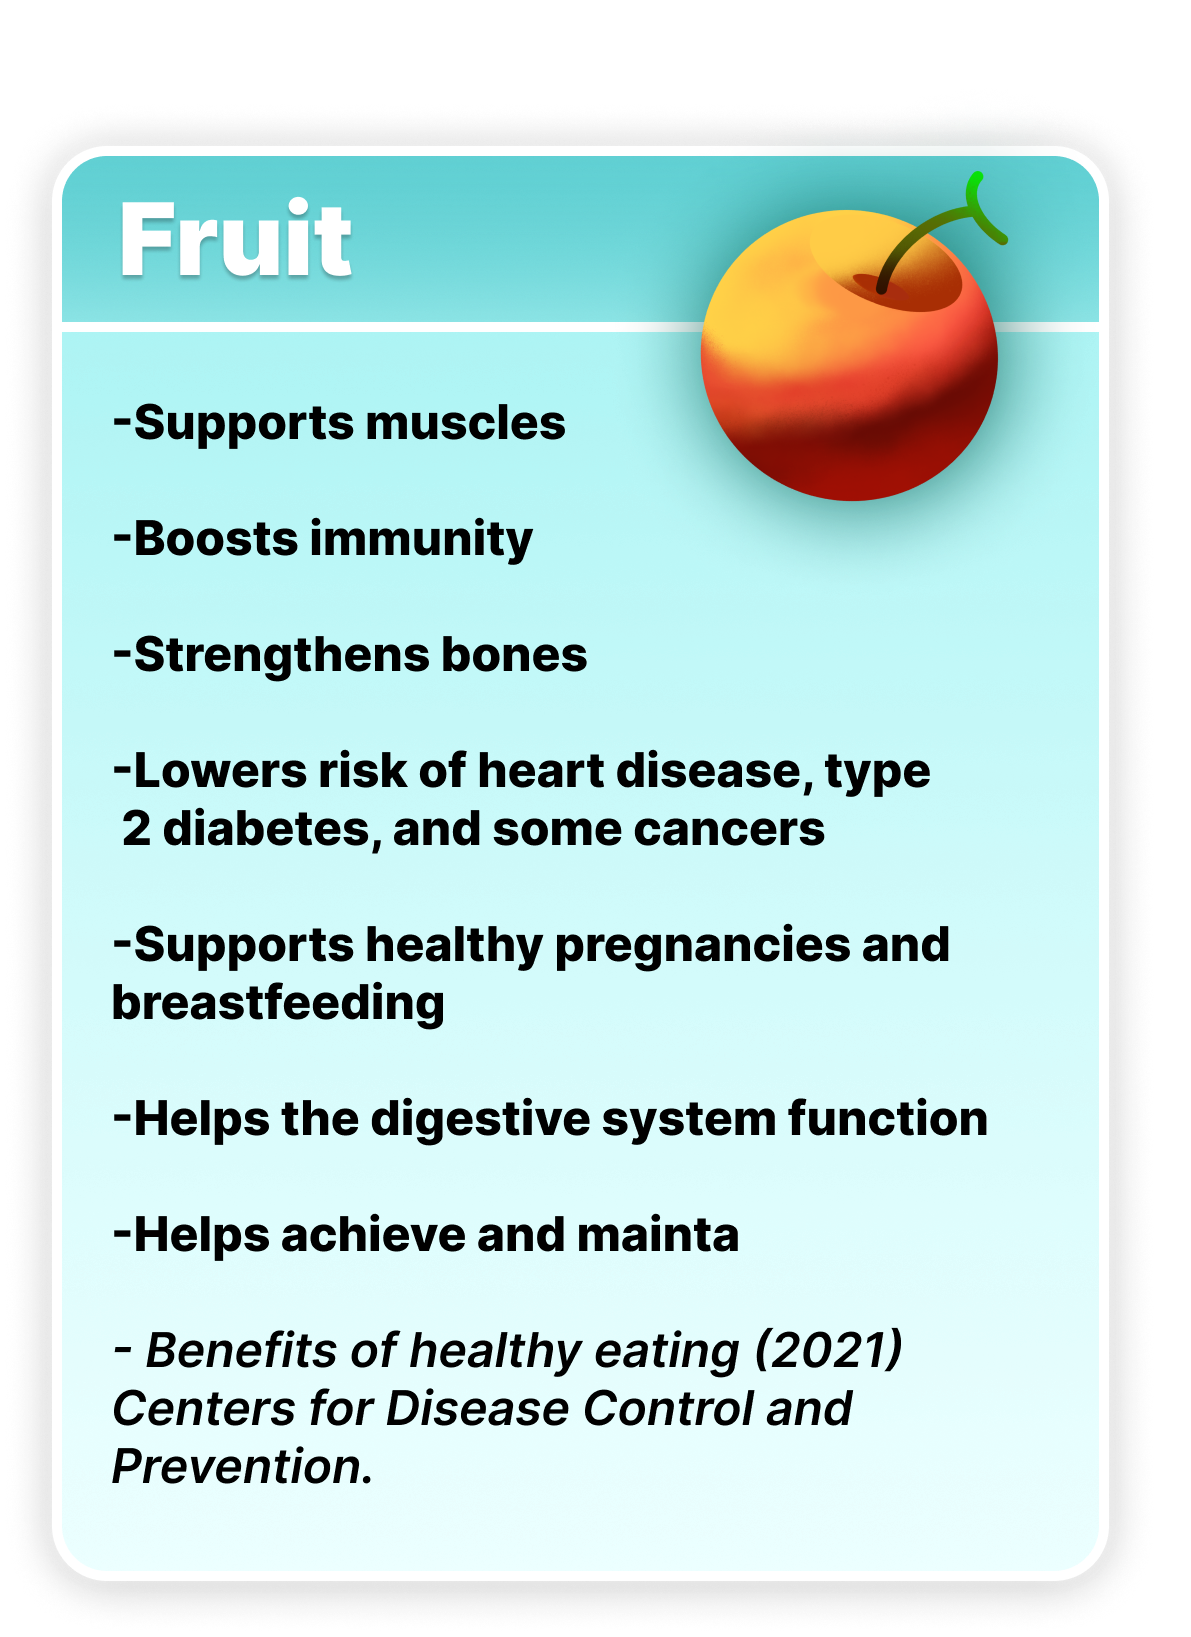 Fruit
-Supports muscles
-Boosts immunity
-Strengthens bones
-Lowers risk of heart disease, type
2 diabetes, and some cancers
-Supports healthy pregnancies and
breastfeeding
-Helps the digestive system function
-Helps achieve and mainta
- Benefits of healthy eating (2021)
Centers for Disease Control and
Prevention.